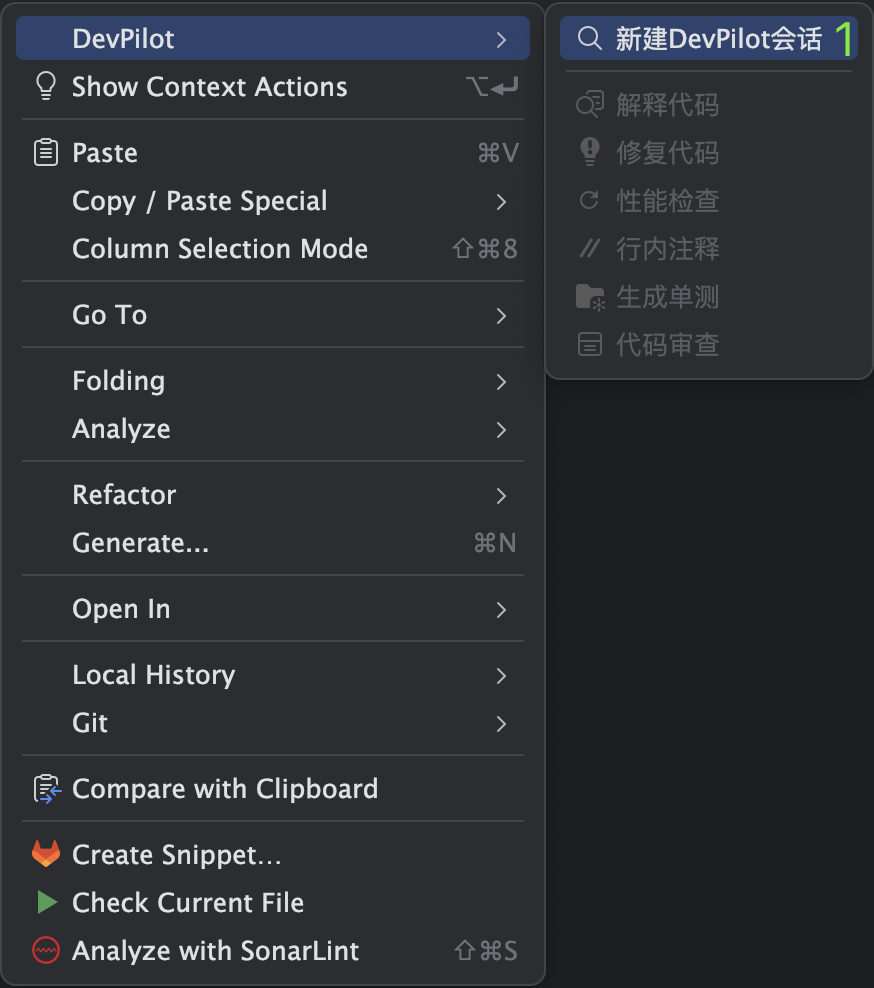 DevPilot
Show Context Actions ⌥↩
Paste ⌘V
Copy / Paste Special
Column Selection Mode ⇧⌘8
Go To
Folding
Analyze
Refactor
Generate... ⌘N
Open In
Local History
Git
Compare with Clipboard
Create Snippet...
Check Current File
Analyze with SonarLint ⇧⌘S
新建DevPilot会话 1
解释代码
修复代码
性能检查
行内注释
生成单测
代码审查